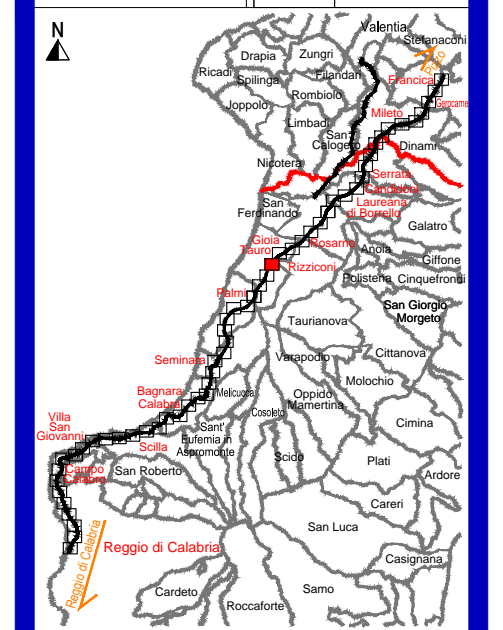 N
Valentia
Stefanaconi
Pizzo
Drapia
Zungri
Ricadi
Spilinga
Filandari
Francica
Rombiolo
Joppolo
Gerocarne
Mileto
Limbadi
San
Calogero
Dinami
Nicotera
Serrata
Candidoni
San
Ferdinando
Laureana
di Borrello
Galatro
Gioia
Tauro
Rosarno
Anoia
Giffone
Rizziconi
Polistena
Cinquefrondi
Palmi
San Giorgio
Morgeto
Taurianova
Seminara
Varapodio
Cittanova
Molochio
Bagnara
Calabra
Melicucca
Oppido
Mamertina
Cosoleto
Villa
San
Giovanni
Sant'
Eufemia in
Aspromonte
Cimina
Scilla
Scido
Plati
Campo
Calabro
San Roberto
Ardore
Careri
San Luca
Reggio di Calabria
Reggio di Calabria
Casignana
Samo
Cardeto
Roccaforte